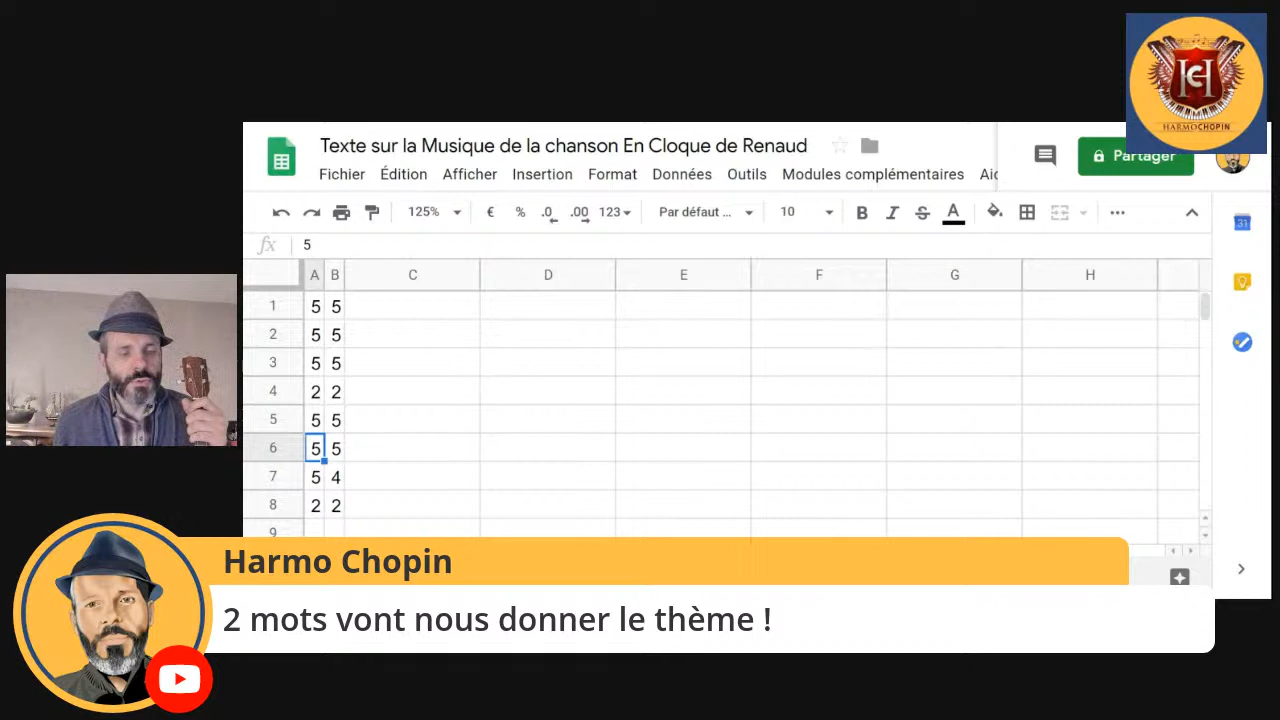 HC
HARMOCHOPIN
Texte sur la Musique de la chanson En Cloque de Renaud
Partager
Fichier Édition Afficher Insertion Format Données Outils Modules complémentaires Aid
125% € % .0 .00 123 Par défaut ... 10 B I S A ...
fx 5
31
A B C D E F G H
1 5 5
2 5 5
3 5 5
4 2 2
5 5 5
6 5 5
7 5 4
8 2 2
9
Harmo Chopin
2 mots vont nous donner le thème !